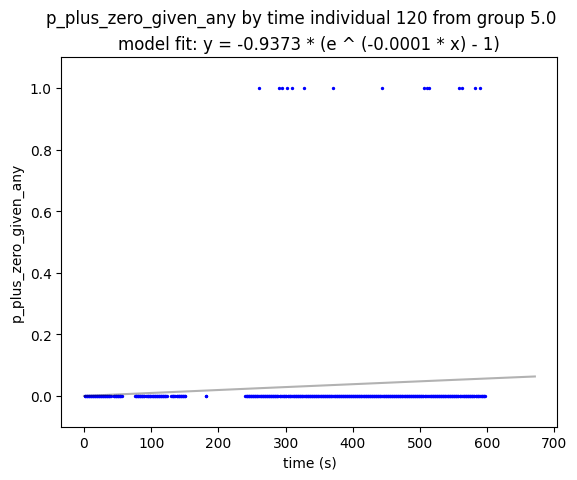 p_plus_zero_given_any by time individual 120 from group 5.0
model fit: y = -0.9373 * (e ^ (-0.0001 * x) - 1)
1.0
0.8
0.6
0.4
0.2
0.0
p_plus_zero_given_any
0 100 200 300 400 500 600 700
time (s)